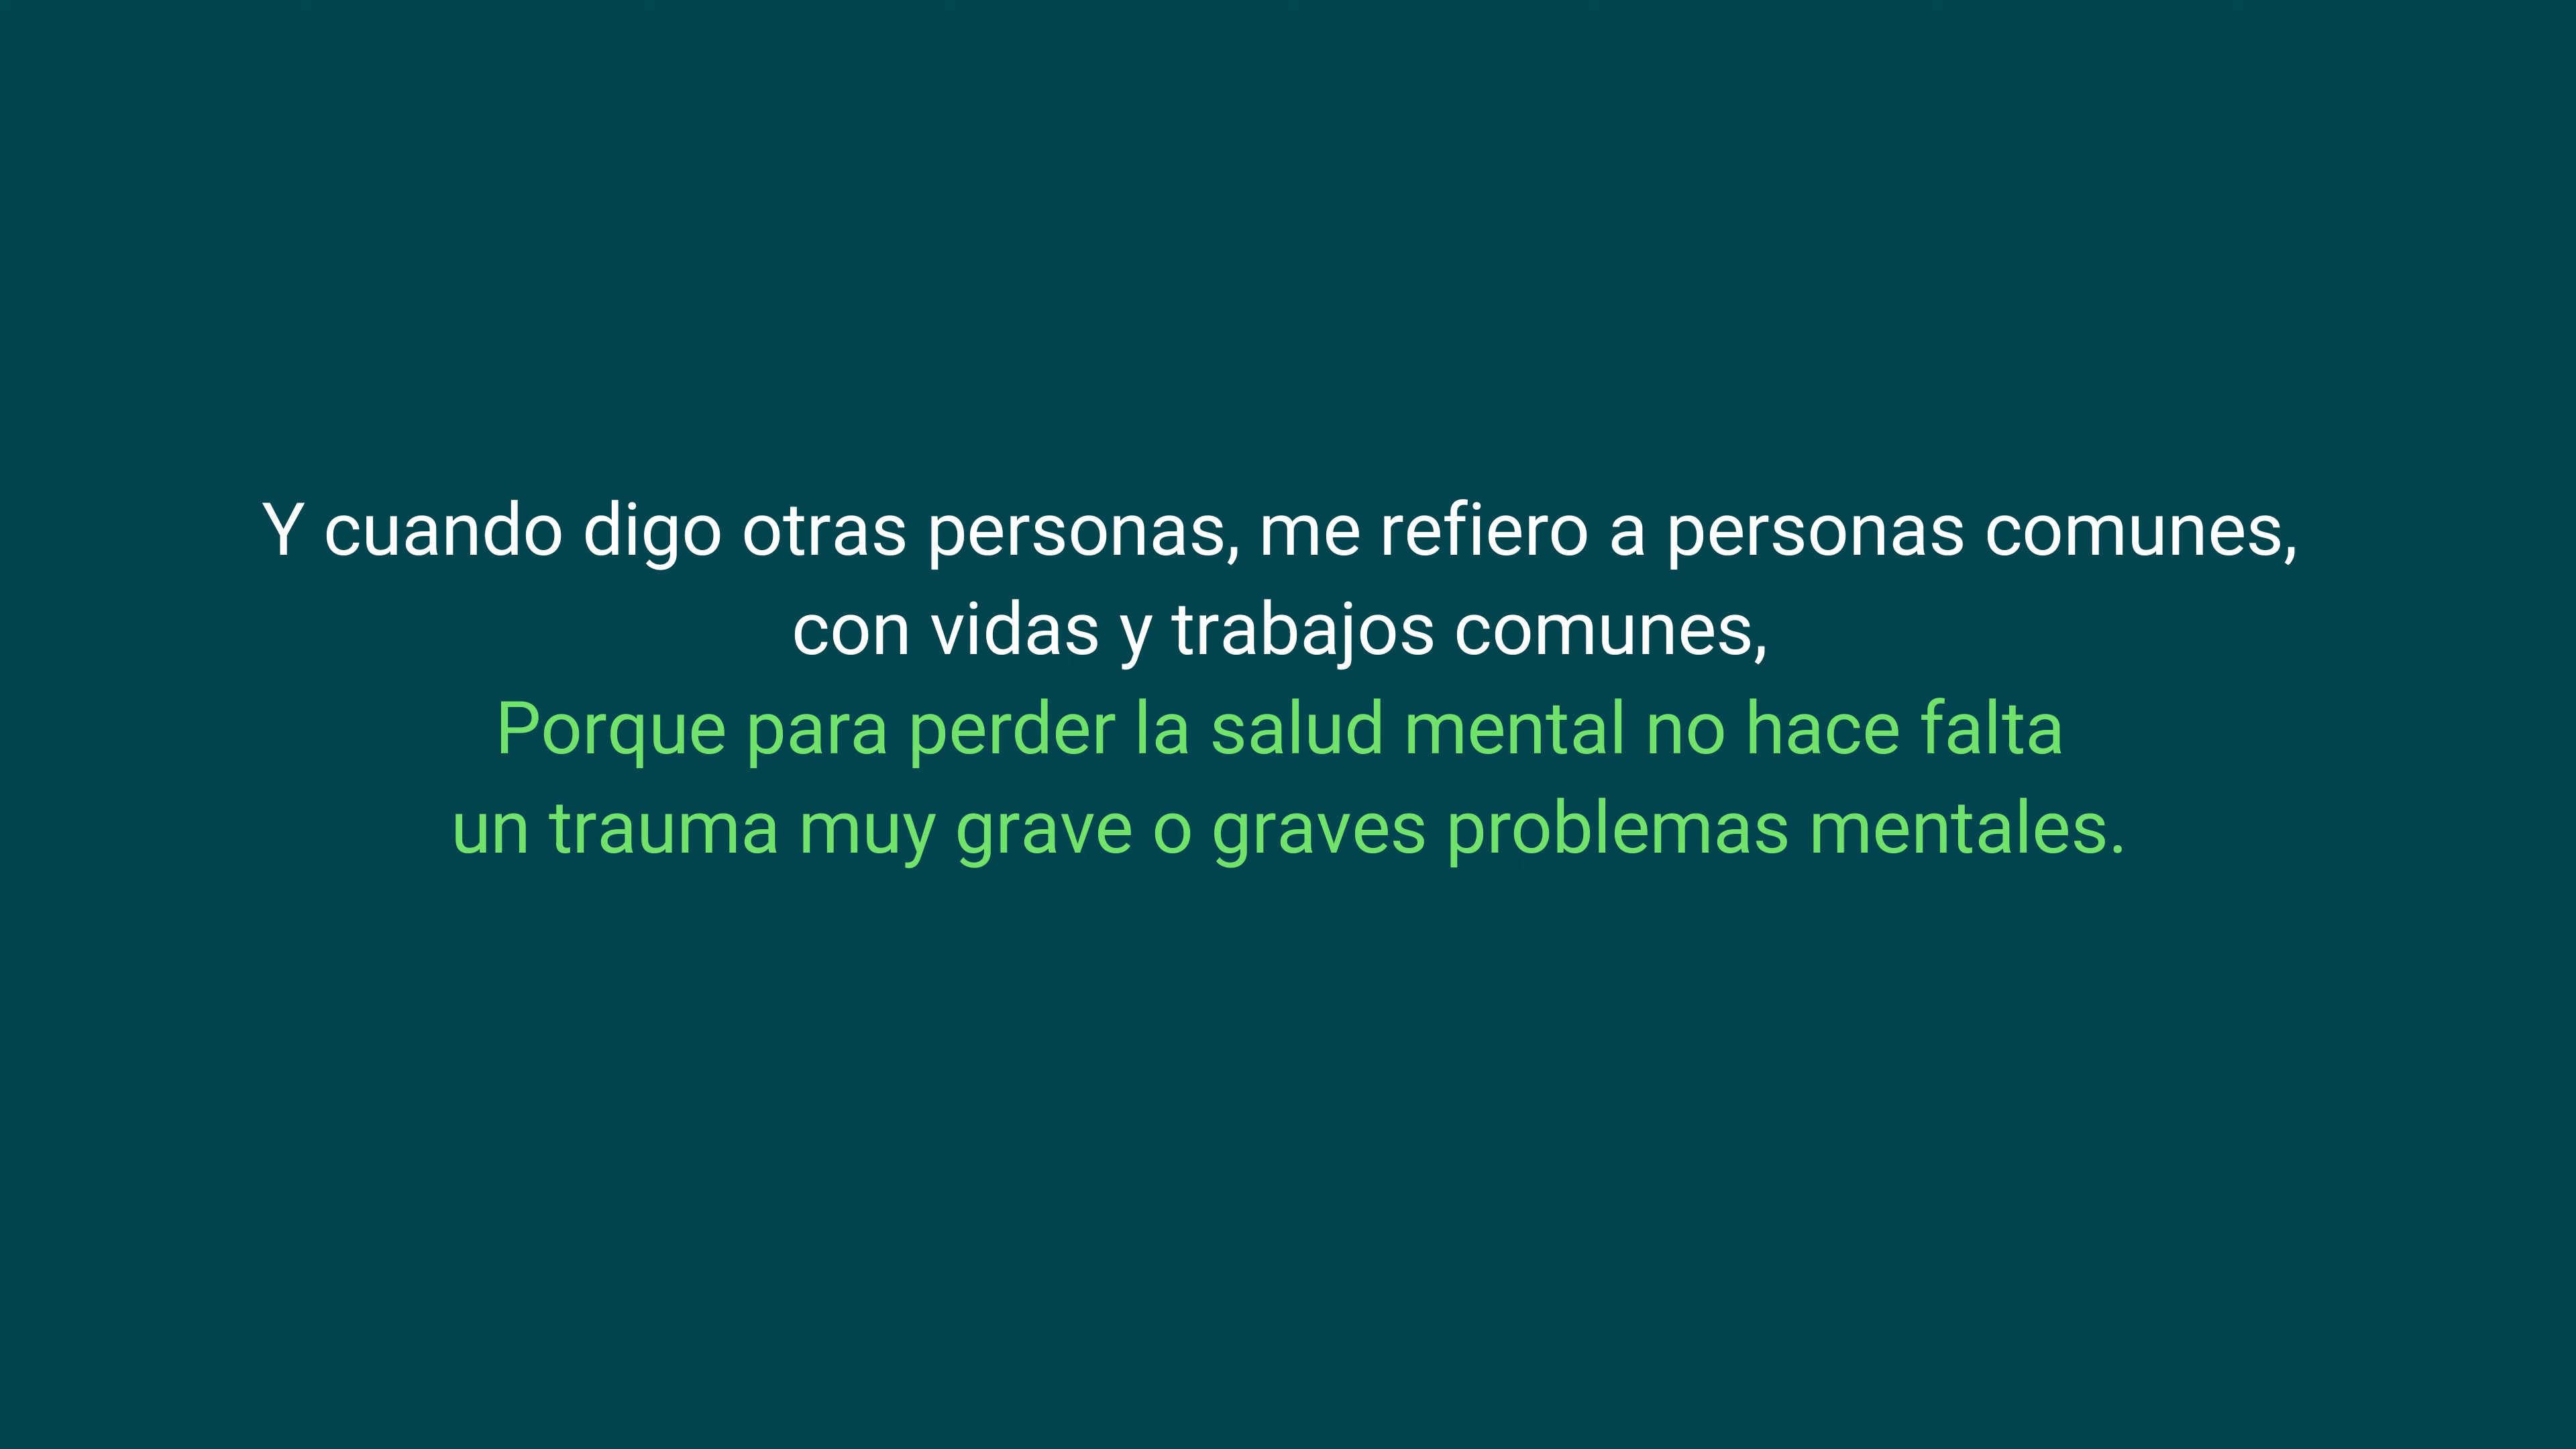 Y cuando digo otras personas, me refiero a personas comunes,
con vidas y trabajos comunes,
Porque para perder la salud mental no hace falta
un trauma muy grave o graves problemas mentales.